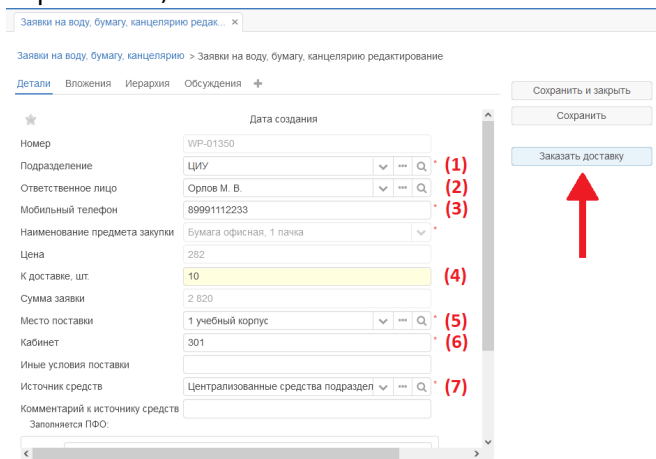 Заявки на воду, бумагу, канцелярию редак... ×
Заявки на воду, бумагу, канцелярию > Заявки на воду, бумагу, канцелярию редактирование
Детали Вложения Иерархия Обсуждения +
Сохранить и закрыть
Дата создания
Сохранить
Номер WP-01350
Заказать доставку
Подразделение ЦИУ * (1)
Ответственное лицо Орлов М. В. * (2)
Мобильный телефон 89991112233 * (3)
Наименование предмета закупки Бумага офисная, 1 пачка *
Цена 282
К доставке, шт. 10 (4)
Сумма заявки 2 820
Место поставки 1 учебный корпус * (5)
Кабинет 301 * (6)
Иные условия поставки
Источник средств Централизованные средства подраздел * (7)
Комментарий к источнику средств
Заполняется ПФО: